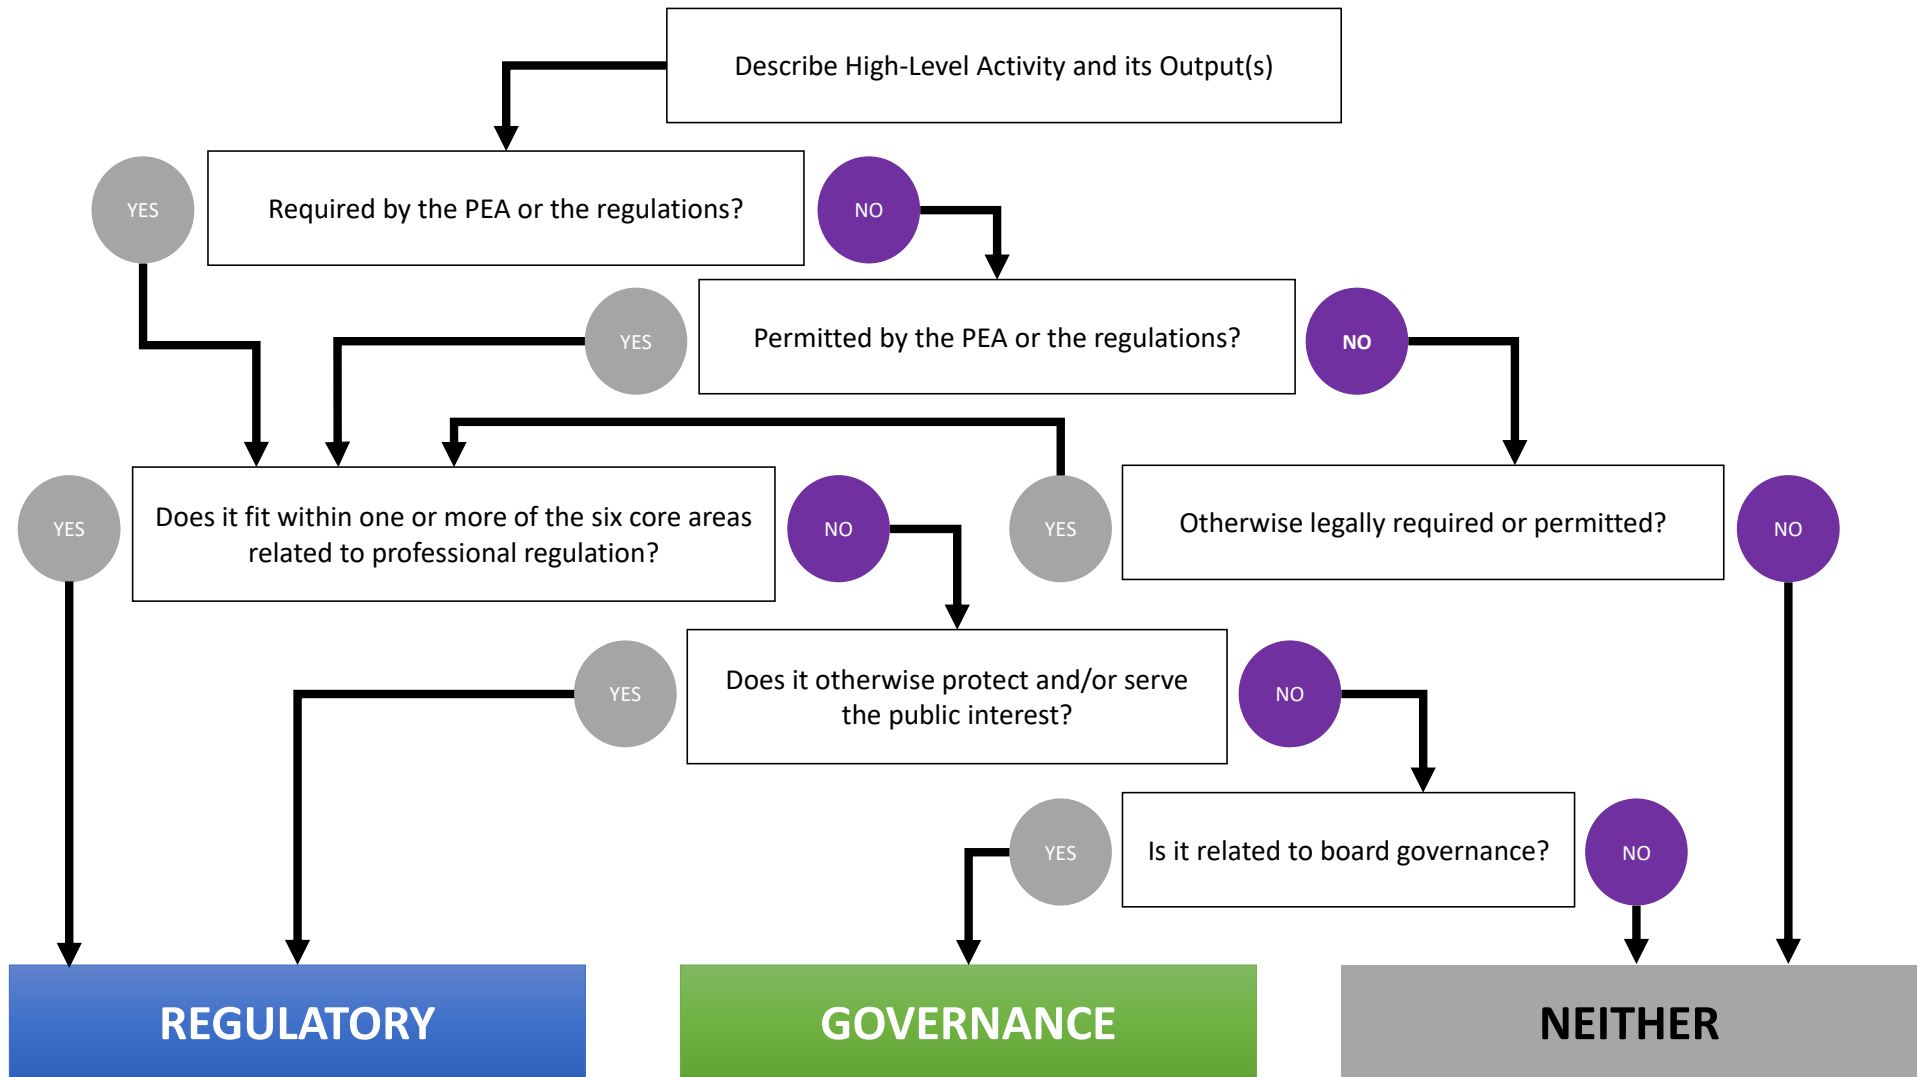 Describe High-Level Activity and its Output(s)
YES
Required by the PEA or the regulations?
NO
YES
Permitted by the PEA or the regulations?
NO
YES
Does it fit within one or more of the six core areas
related to professional regulation?
NO
YES
Otherwise legally required or permitted?
NO
YES
Does it otherwise protect and/or serve
the public interest?
NO
YES
Is it related to board governance?
NO
REGULATORY
GOVERNANCE
NEITHER